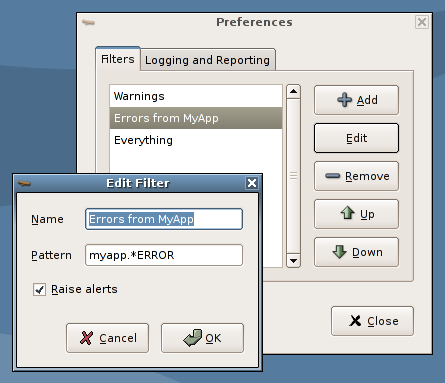 Preferences
Filters
Logging and Reporting
Warnings
Errors from MyApp
Everything
Add
Edit
Remove
Up
Down
Close
Edit Filter
Name
Errors from MyApp
Pattern
myapp.*ERROR
Raise alerts
Cancel
OK